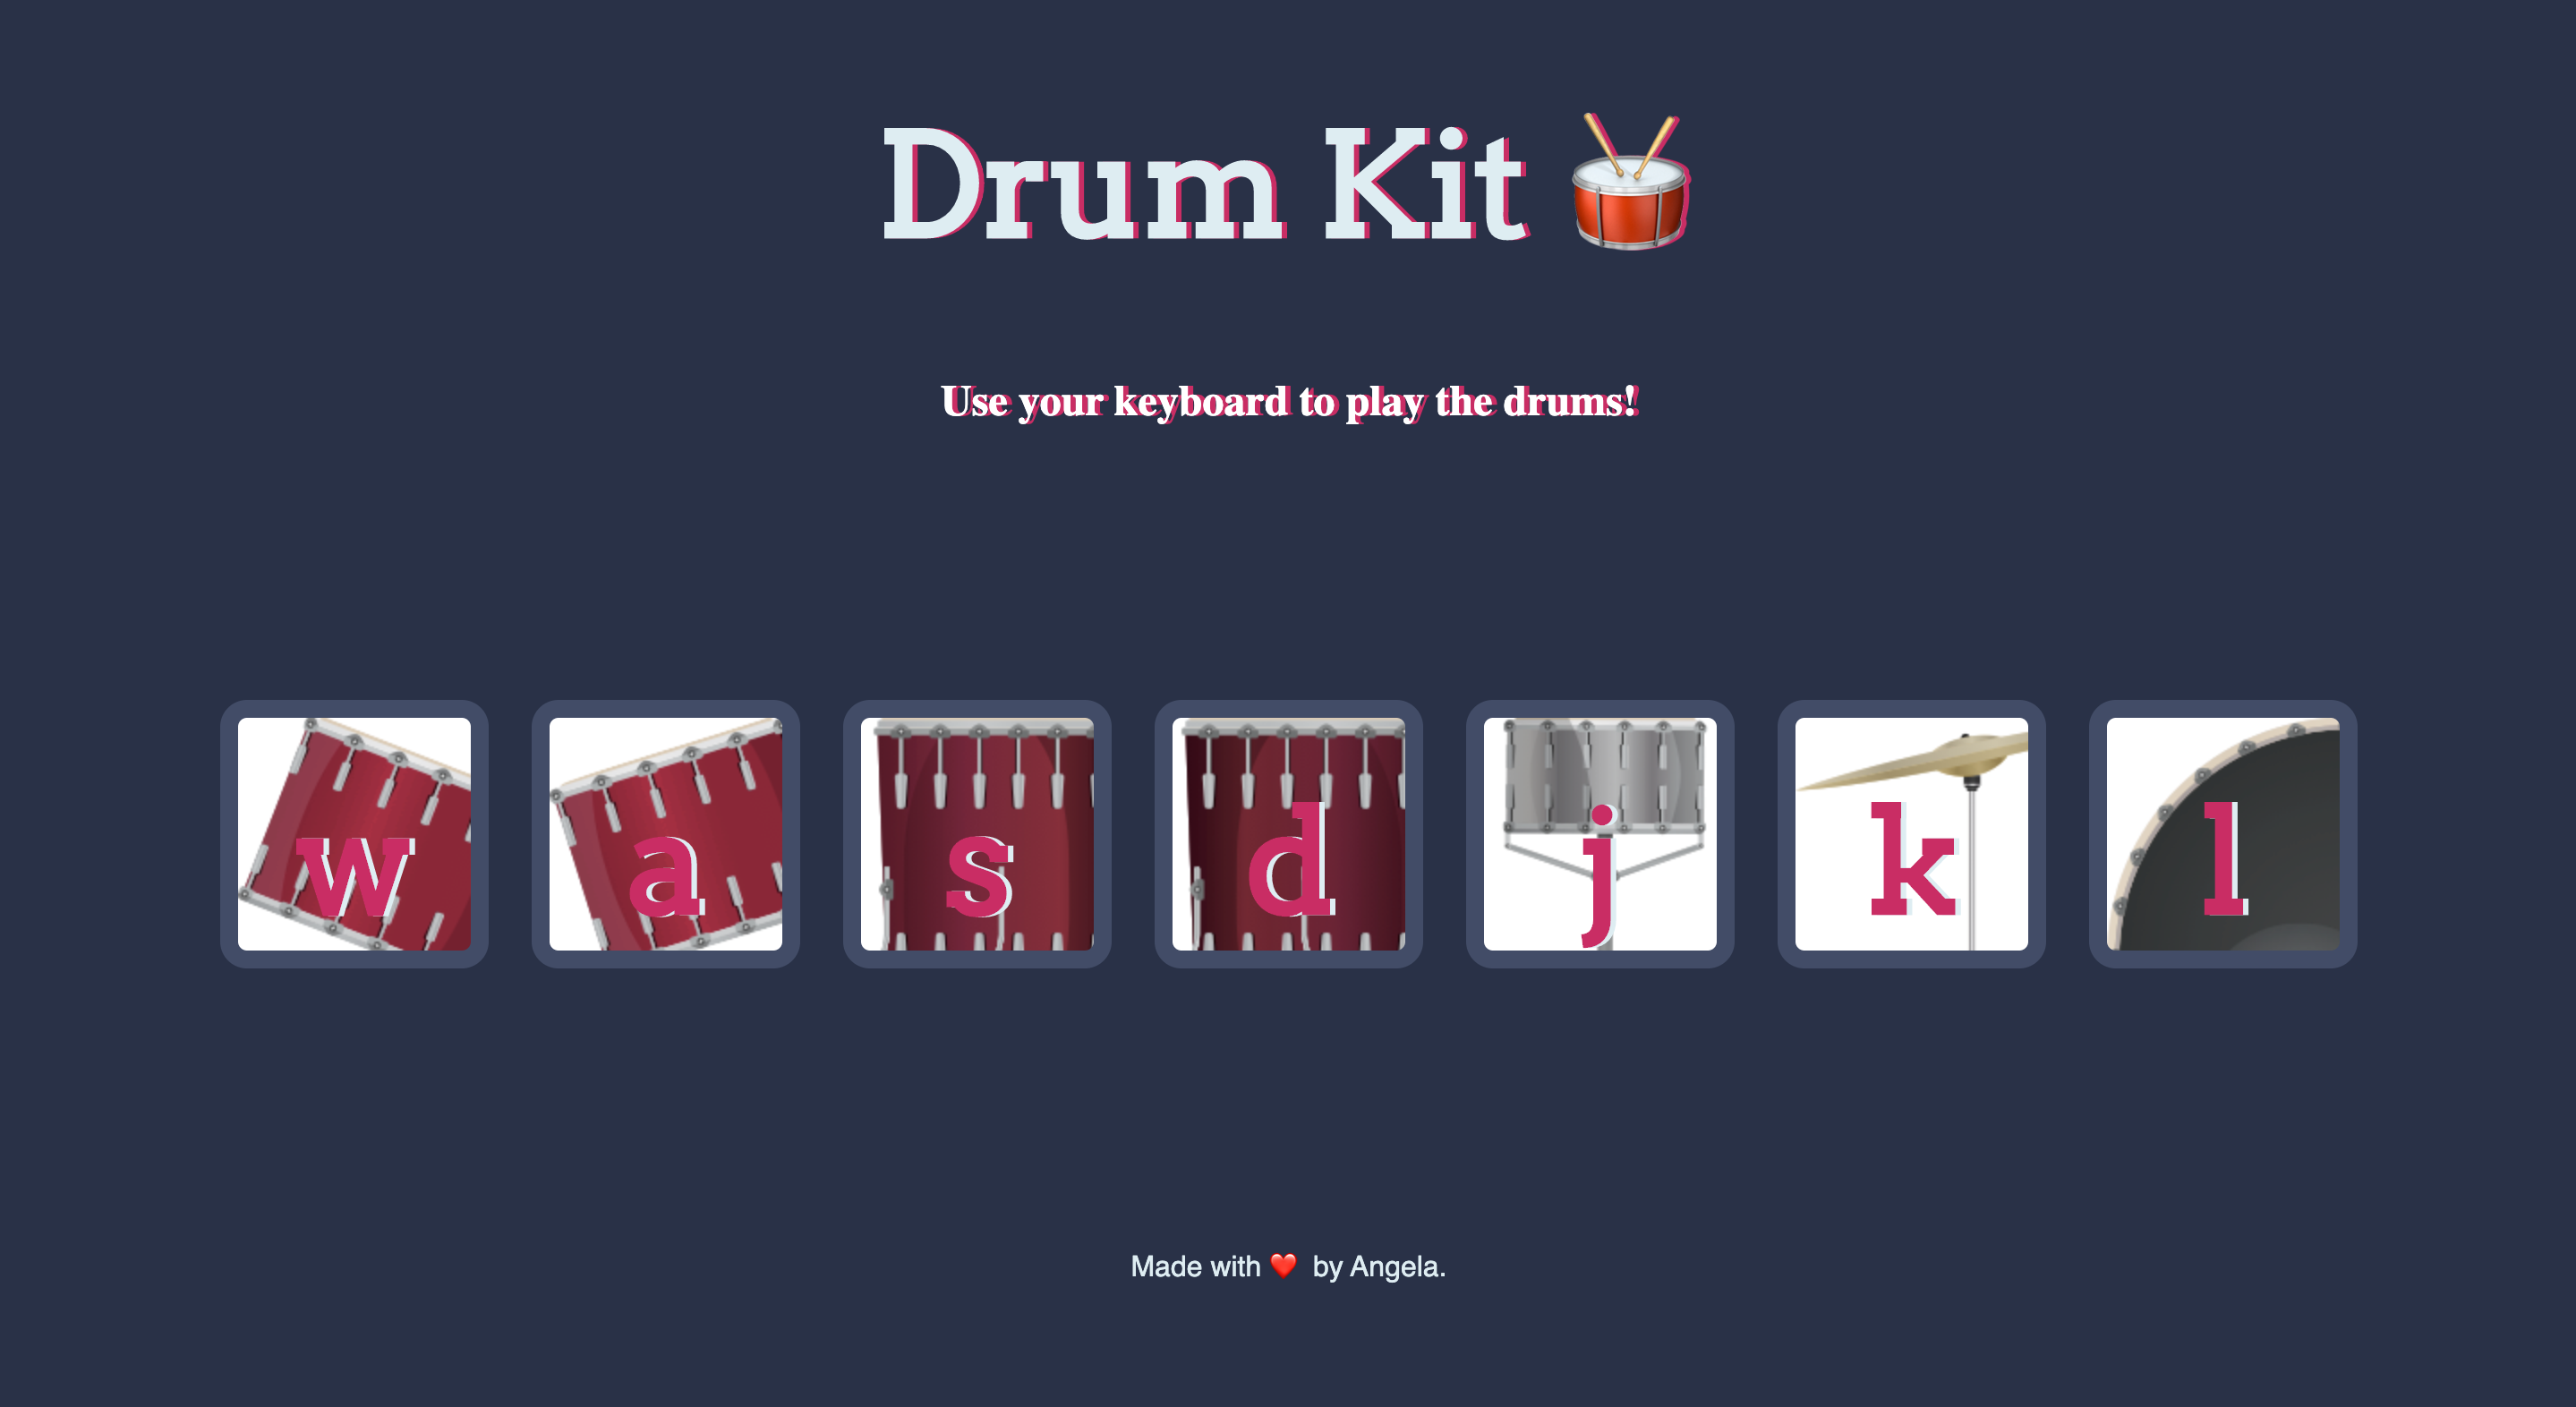 Drum Kit 🥁
Use your keyboard to play the drums!
w a s d j k l
Made with ❤️ by Angela.